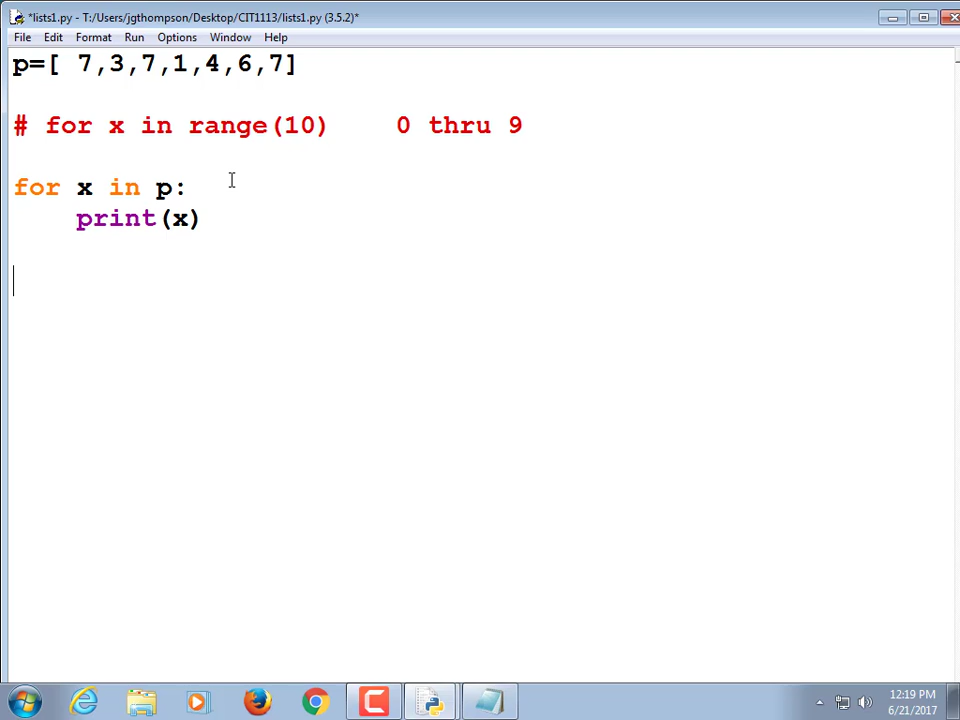 *lists1.py - T:/Users/jgthompson/Desktop/CIT1113/lists1.py (3.5.2)*
File Edit Format Run Options Window Help
p=[ 7,3,7,1,4,6,7]
# for x in range(10)    0 thru 9
for x in p:
    print(x)
12:19 PM
6/21/2017